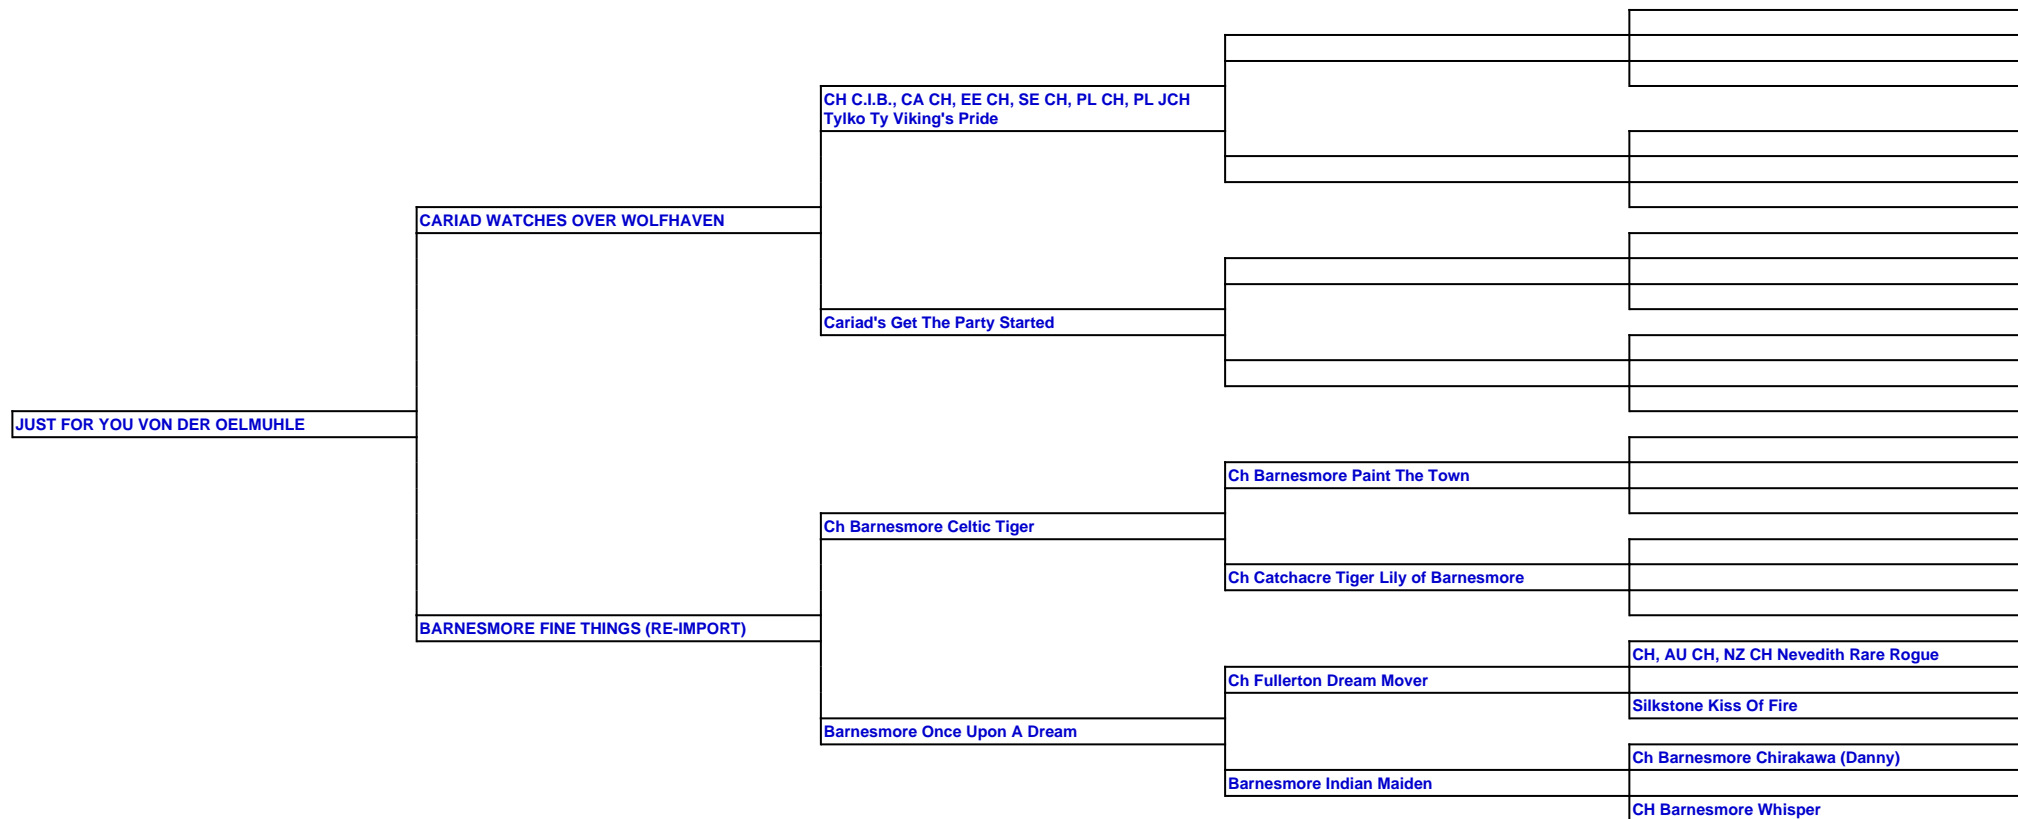 CH C.I.B., CA CH, EE CH, SE CH, PL CH, PL JCH
Tylko Ty Viking's Pride
CARIAD WATCHES OVER WOLFHAVEN
Cariad's Get The Party Started
JUST FOR YOU VON DER OELMUHLE
Ch Barnesmore Paint The Town
Ch Barnesmore Celtic Tiger
Ch Catchacre Tiger Lily of Barnesmore
BARNESMORE FINE THINGS (RE-IMPORT)
CH, AU CH, NZ CH Nevedith Rare Rogue
Ch Fullerton Dream Mover
Silkstone Kiss Of Fire
Barnesmore Once Upon A Dream
Ch Barnesmore Chirakawa (Danny)
Barnesmore Indian Maiden
CH Barnesmore Whisper